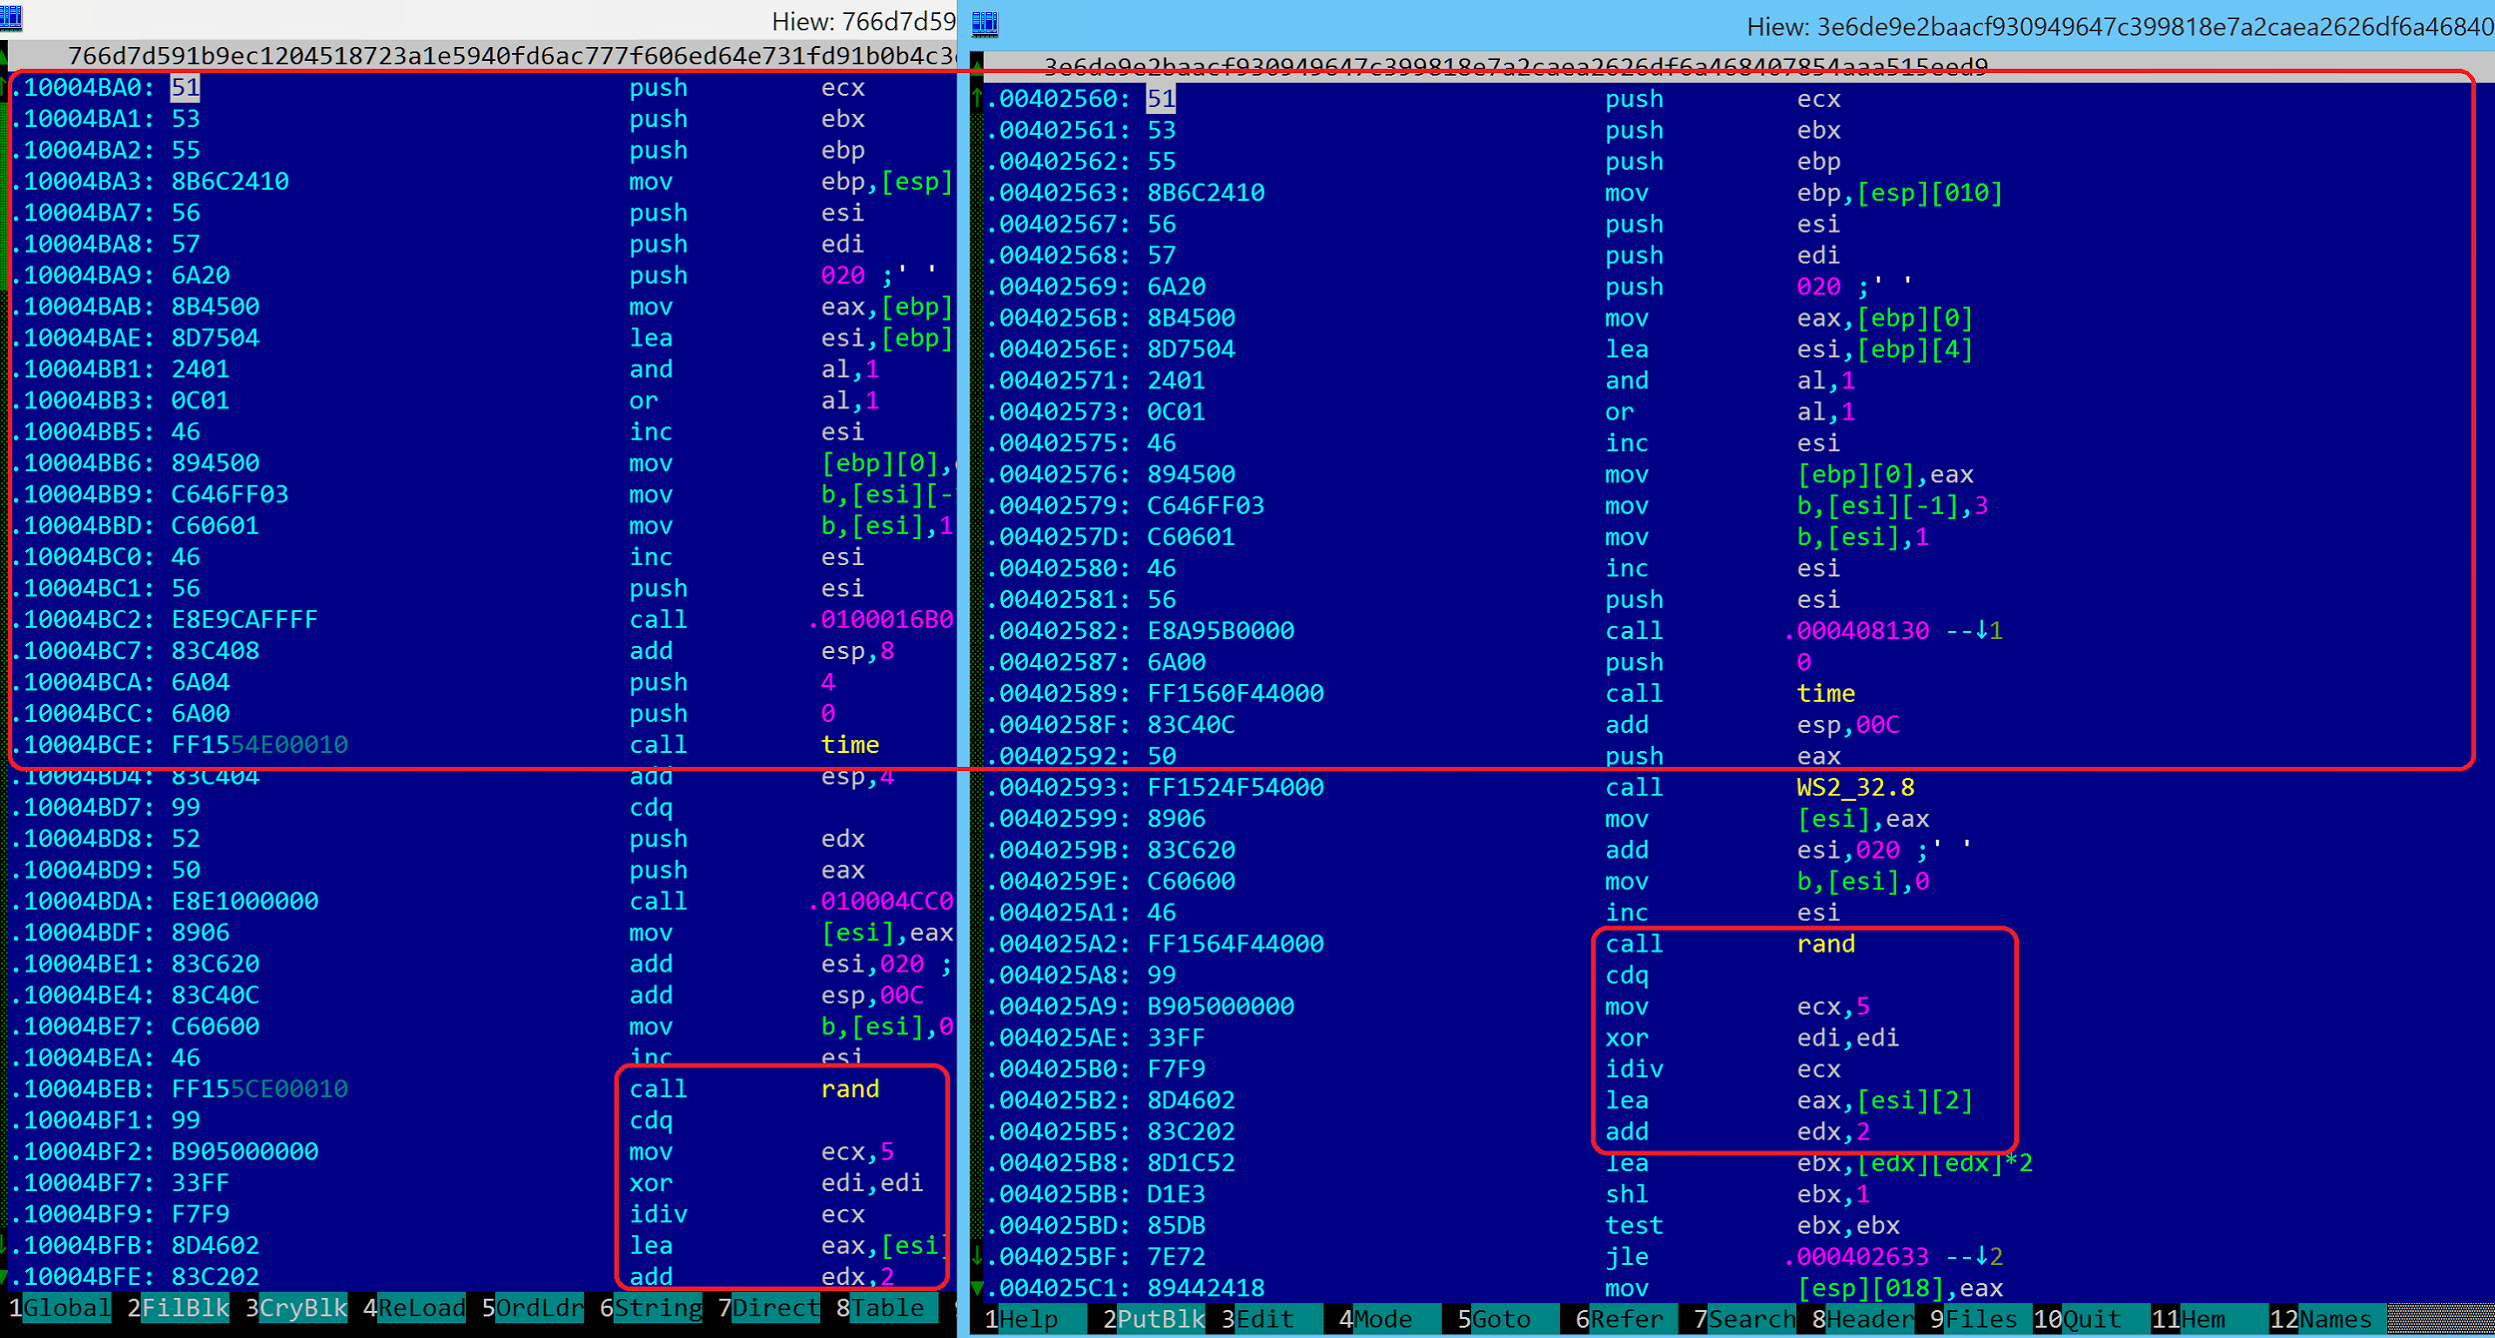 Hiew: 766d7d59
766d7d591b9ec1204518723a1e5940fd6ac777f606ed64e731fd91b0b4c3
.10004BA0: 51 push ecx
.10004BA1: 53 push ebx
.10004BA2: 55 push ebp
.10004BA3: 8B6C2410 mov ebp,[esp]
.10004BA7: 56 push esi
.10004BA8: 57 push edi
.10004BA9: 6A20 push 020 ;' '
.10004BAB: 8B4500 mov eax,[ebp]
.10004BAE: 8D7504 lea esi,[ebp]
.10004BB1: 2401 and al,1
.10004BB3: 0C01 or al,1
.10004BB5: 46 inc esi
.10004BB6: 894500 mov [ebp][0],
.10004BB9: C646FF03 mov b,[esi][-
.10004BBD: C60601 mov b,[esi],1
.10004BC0: 46 inc esi
.10004BC1: 56 push esi
.10004BC2: E8E9CAFFFF call .0100016B0
.10004BC7: 83C408 add esp,8
.10004BCA: 6A04 push 4
.10004BCC: 6A00 push 0
.10004BCE: FF1554E00010 call time
.10004BD4: 83C404 add esp,4
.10004BD7: 99 cdq
.10004BD8: 52 push edx
.10004BD9: 50 push eax
.10004BDA: E8E1000000 call .010004CC0
.10004BDF: 8906 mov [esi],eax
.10004BE1: 83C620 add esi,020 ;
.10004BE4: 83C40C add esp,00C
.10004BE7: C60600 mov b,[esi],0
.10004BEA: 46 inc esi
.10004BEB: FF155CE00010 call rand
.10004BF1: 99 cdq
.10004BF2: B905000000 mov ecx,5
.10004BF7: 33FF xor edi,edi
.10004BF9: F7F9 idiv ecx
.10004BFB: 8D4602 lea eax,[esi]
.10004BFE: 83C202 add edx,2
1Global 2FilBlk 3CryBlk 4ReLoad 5OrdLdr 6String 7Direct 8Table 9
Hiew: 3e6de9e2baacf930949647c399818e7a2caea2626df6a46840
3e6de9e2baacf930949647c399818e7a2caea2626df6a468407854aaa515eed9
.00402560: 51 push ecx
.00402561: 53 push ebx
.00402562: 55 push ebp
.00402563: 8B6C2410 mov ebp,[esp][010]
.00402567: 56 push esi
.00402568: 57 push edi
.00402569: 6A20 push 020 ;' '
.0040256B: 8B4500 mov eax,[ebp][0]
.0040256E: 8D7504 lea esi,[ebp][4]
.00402571: 2401 and al,1
.00402573: 0C01 or al,1
.00402575: 46 inc esi
.00402576: 894500 mov [ebp][0],eax
.00402579: C646FF03 mov b,[esi][-1],3
.0040257D: C60601 mov b,[esi],1
.00402580: 46 inc esi
.00402581: 56 push esi
.00402582: E8A95B0000 call .000408130 --↓1
.00402587: 6A00 push 0
.00402589: FF1560F44000 call time
.0040258F: 83C40C add esp,00C
.00402592: 50 push eax
.00402593: FF1524F54000 call WS2_32.8
.00402599: 8906 mov [esi],eax
.0040259B: 83C620 add esi,020 ;' '
.0040259E: C60600 mov b,[esi],0
.004025A1: 46 inc esi
.004025A2: FF1564F44000 call rand
.004025A8: 99 cdq
.004025A9: B905000000 mov ecx,5
.004025AE: 33FF xor edi,edi
.004025B0: F7F9 idiv ecx
.004025B2: 8D4602 lea eax,[esi][2]
.004025B5: 83C202 add edx,2
.004025B8: 8D1C52 lea ebx,[edx][edx]*2
.004025BB: D1E3 shl ebx,1
.004025BD: 85DB test ebx,ebx
.004025BF: 7E72 jle .000402633 --↓2
.004025C1: 89442418 mov [esp][018],eax
1Help 2PutBlk 3Edit 4Mode 5Goto 6Refer 7Search 8Header 9Files 10Quit 11Hem 12Names